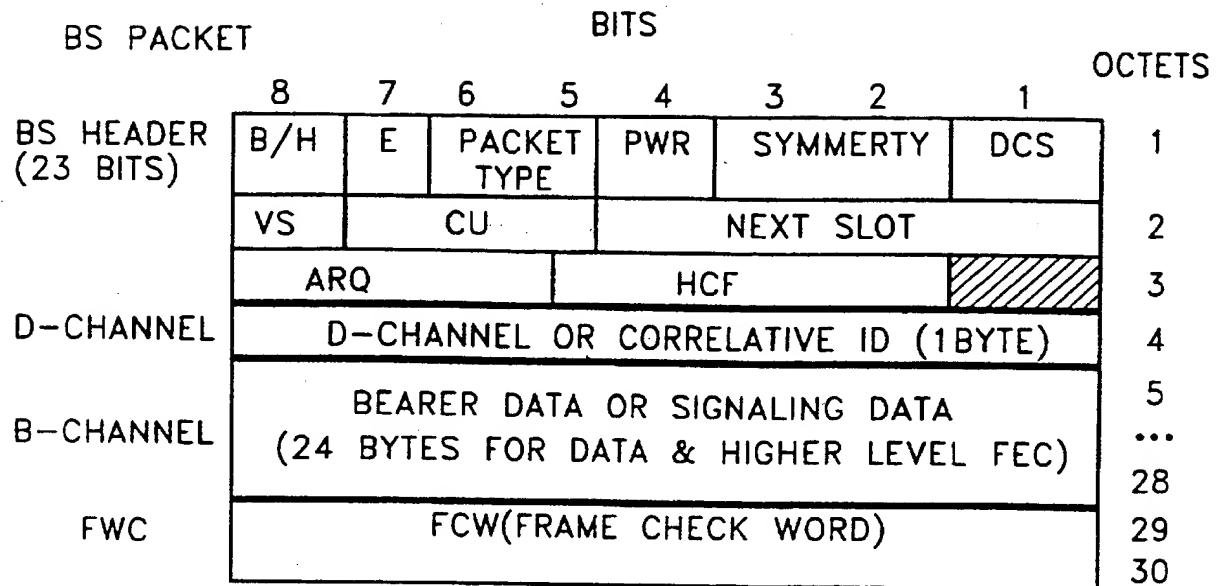 BS PACKET
BITS
OCTETS
8 7 6 5 4 3 2 1
BS HEADER
(23 BITS)
B/H E PACKET TYPE PWR SYMMERTY DCS 1
VS CU NEXT SLOT 2
ARQ HCF 3
D-CHANNEL D-CHANNEL OR CORRELATIVE ID (1BYTE) 4
B-CHANNEL
BEARER DATA OR SIGNALING DATA 5
(24 BYTES FOR DATA & HIGHER LEVEL FEC) •••
28
FWC FCW(FRAME CHECK WORD) 29
30